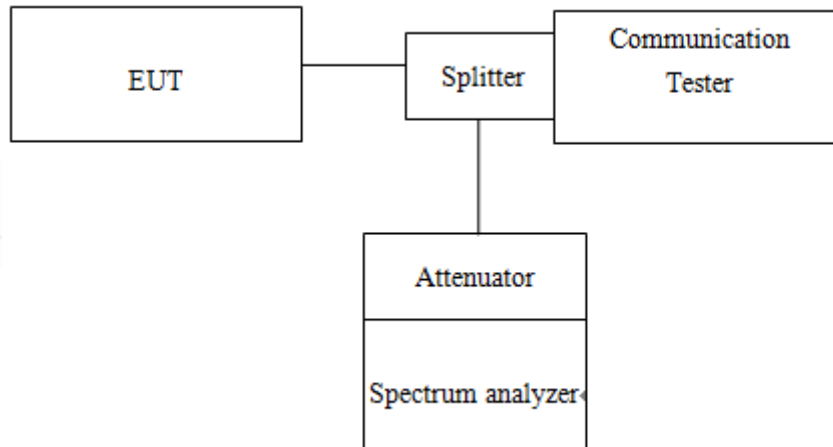 EUT
Splitter
Communication
Tester
Attenuator
Spectrum analyzer